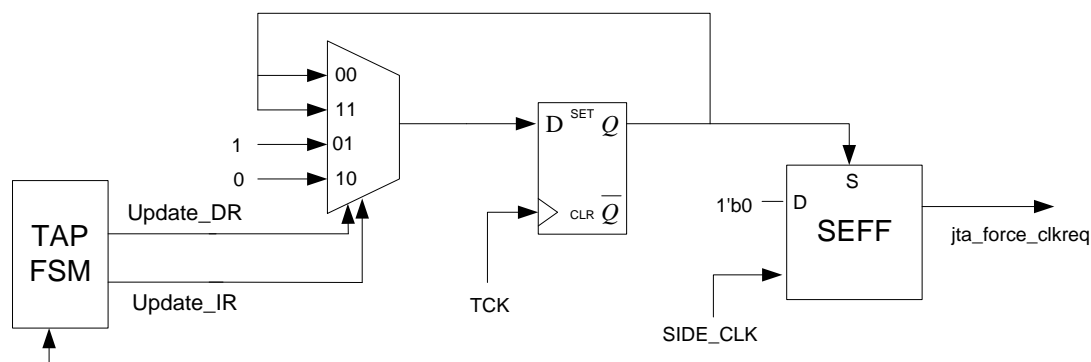 00
11
1
01
0
10
D
SET
Q
CLR
Q
TCK
TAP
FSM
Update_DR
Update_IR
S
1'b0
D
SEFF
SIDE_CLK
jta_force_clkreq